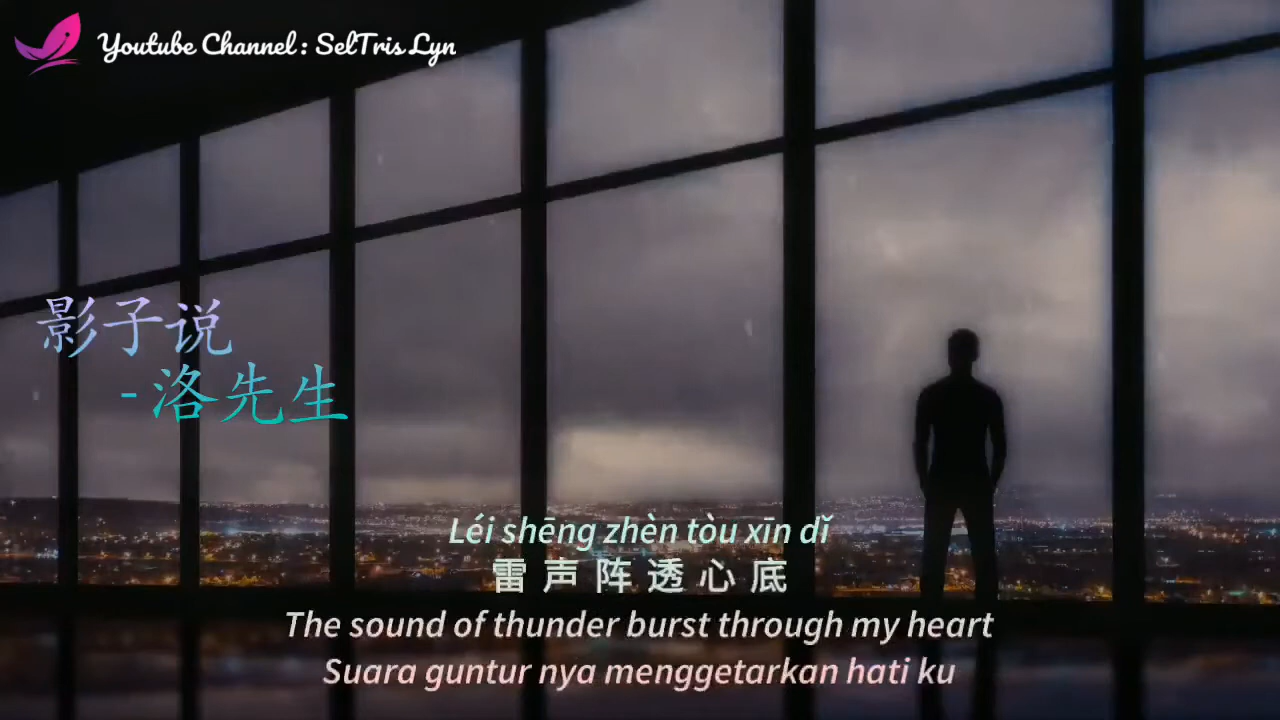 Youtube Channel : SelTris Lyn
影子说
-洛先生
Léi shēng zhèn tòu xīn dǐ
雷声阵透心底
The sound of thunder burst through my heart
Suara guntur nya menggetarkan hati ku